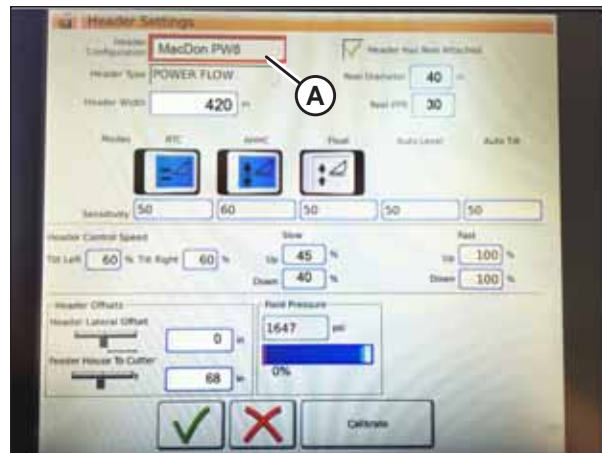 Header Settings
Header Configuration MacDon PW8
Header Has Reel Attached
A
Header Type POWER FLOW
Reel Diameter 40 in
Header Width 420 in
Reel PPR 30
Modes RTC AHHC Float Auto Level Auto Tilt
Sensitivity 50 60 50 50 50
Header Control Speed
Slow Fast
Tilt Left 60 % Tilt Right 60 % Up 45 % Up 100 %
Down 40 % Down 100 %
Header Offsets
Header Lateral Offset
0 in
Feeder House To Cutter
68 in
Field Pressure
1647 psi
0%
Calibrate